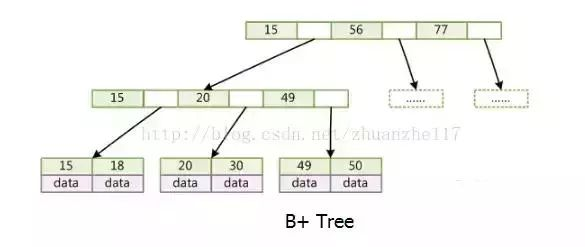 15 56 77
15 20 49 ...... ......
http://blog.csdn.net/zhuanzhe117
15 18 20 30 49 50
data data data data data data
B+ Tree